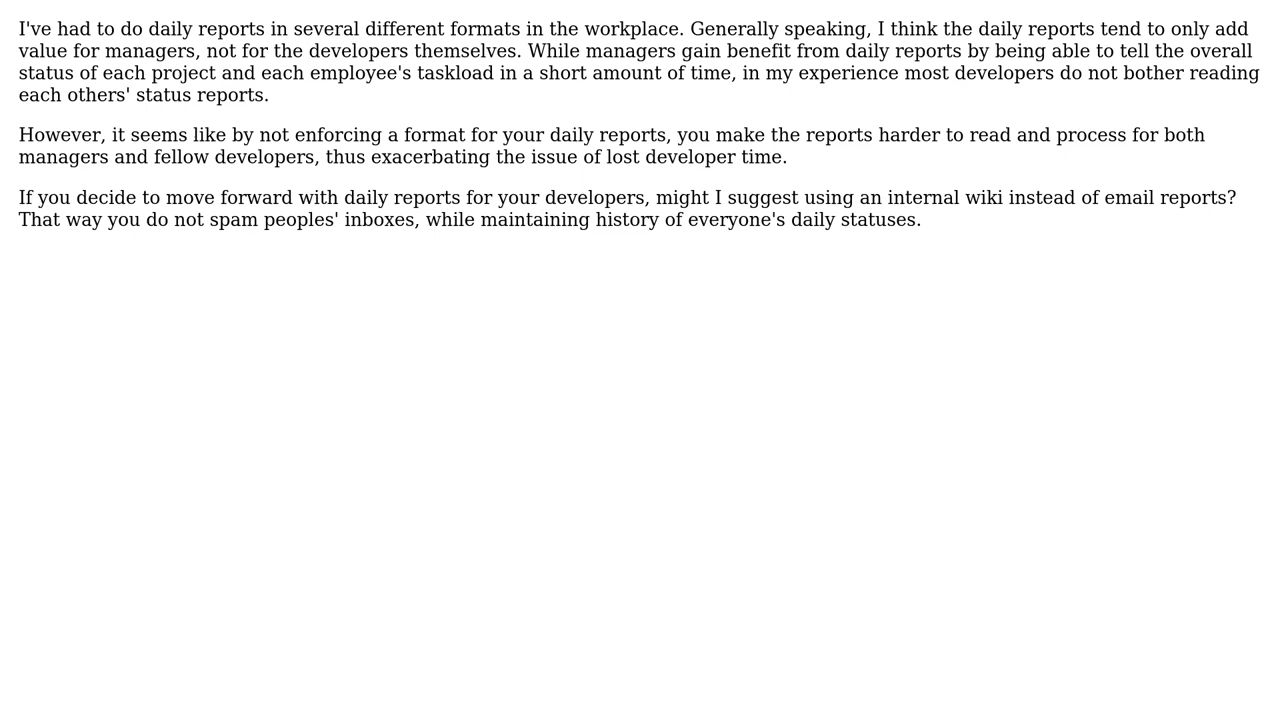 I've had to do daily reports in several different formats in the workplace. Generally speaking, I think the daily reports tend to only add
value for managers, not for the developers themselves. While managers gain benefit from daily reports by being able to tell the overall
status of each project and each employee's taskload in a short amount of time, in my experience most developers do not bother reading
each others' status reports.
However, it seems like by not enforcing a format for your daily reports, you make the reports harder to read and process for both
managers and fellow developers, thus exacerbating the issue of lost developer time.
If you decide to move forward with daily reports for your developers, might I suggest using an internal wiki instead of email reports?
That way you do not spam peoples' inboxes, while maintaining history of everyone's daily statuses.